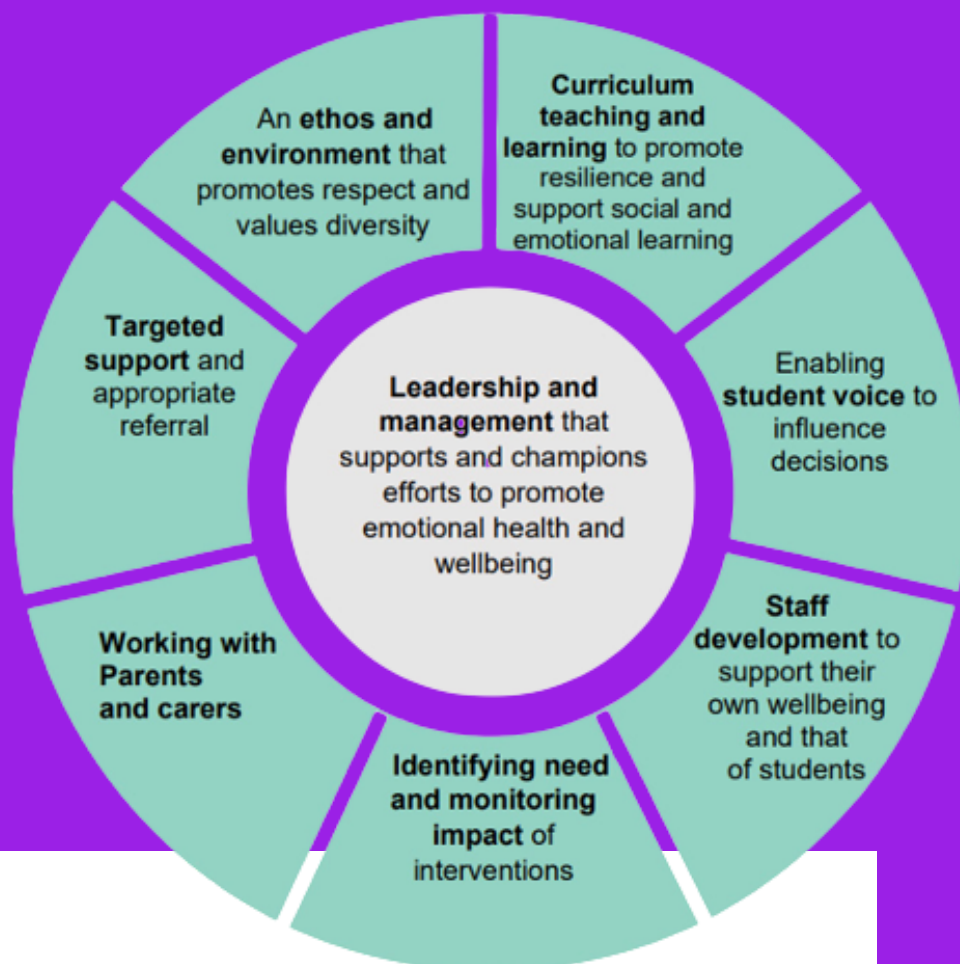 An ethos and
environment that
promotes respect and
values diversity
Curriculum
teaching and
learning to promote
resilience and
support social and
emotional learning
Enabling
student voice to
influence
decisions
Staff
development to
support their
own wellbeing
and that
of students
Identifying need
and monitoring
impact of
interventions
Working with
Parents
and carers
Targeted
support and
appropriate
referral
Leadership and
management that
supports and champions
efforts to promote
emotional health and
wellbeing